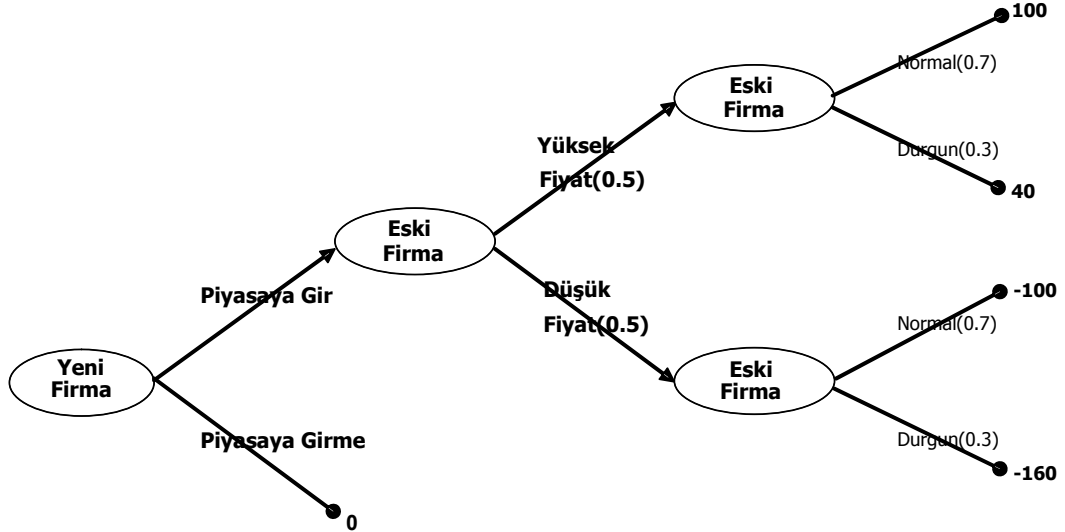 100
Normal(0.7)
Eski
Firma
Yüksek
Fiyat(0.5)
Durgun(0.3)
40
Eski
Firma
Piyasaya Gir
Düşük
Fiyat(0.5)
-100
Normal(0.7)
Yeni
Firma
Eski
Firma
Piyasaya Girme
Durgun(0.3)
-160
0